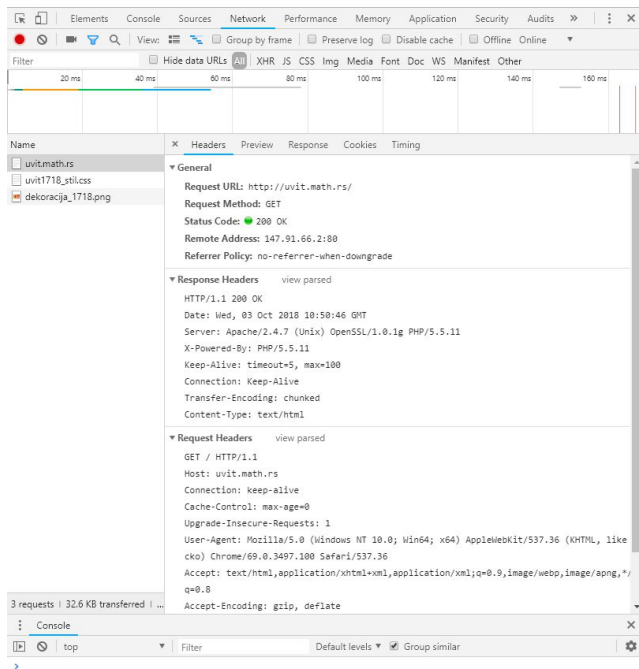 Elements Console Sources Network Performance Memory Application Security Audits »
View: Group by frame Preserve log Disable cache Offline Online
Filter Hide data URLs All XHR JS CSS Img Media Font Doc WS Manifest Other
20 ms 40 ms 60 ms 80 ms 100 ms 120 ms 140 ms 160 ms
Name
uvit.math.rs
uvit1718_stil.css
dekoracija_1718.png
3 requests | 32.6 KB transferred | ...
× Headers Preview Response Cookies Timing
▼ General
Request URL: http://uvit.math.rs/
Request Method: GET
Status Code: 200 OK
Remote Address: 147.91.66.2:80
Referrer Policy: no-referrer-when-downgrade
▼ Response Headers view parsed
HTTP/1.1 200 OK
Date: Wed, 03 Oct 2018 10:50:46 GMT
Server: Apache/2.4.7 (Unix) OpenSSL/1.0.1g PHP/5.5.11
X-Powered-By: PHP/5.5.11
Keep-Alive: timeout=5, max=100
Connection: Keep-Alive
Transfer-Encoding: chunked
Content-Type: text/html
▼ Request Headers view parsed
GET / HTTP/1.1
Host: uvit.math.rs
Connection: keep-alive
Cache-Control: max-age=0
Upgrade-Insecure-Requests: 1
User-Agent: Mozilla/5.0 (Windows NT 10.0; Win64; x64) AppleWebKit/537.36 (KHTML, like
cko) Chrome/69.0.3497.100 Safari/537.36
Accept: text/html,application/xhtml+xml,application/xml;q=0.9,image/webp,image/apng,*/
q=0.8
Accept-Encoding: gzip, deflate
Console
top Filter Default levels ▼ Group similar